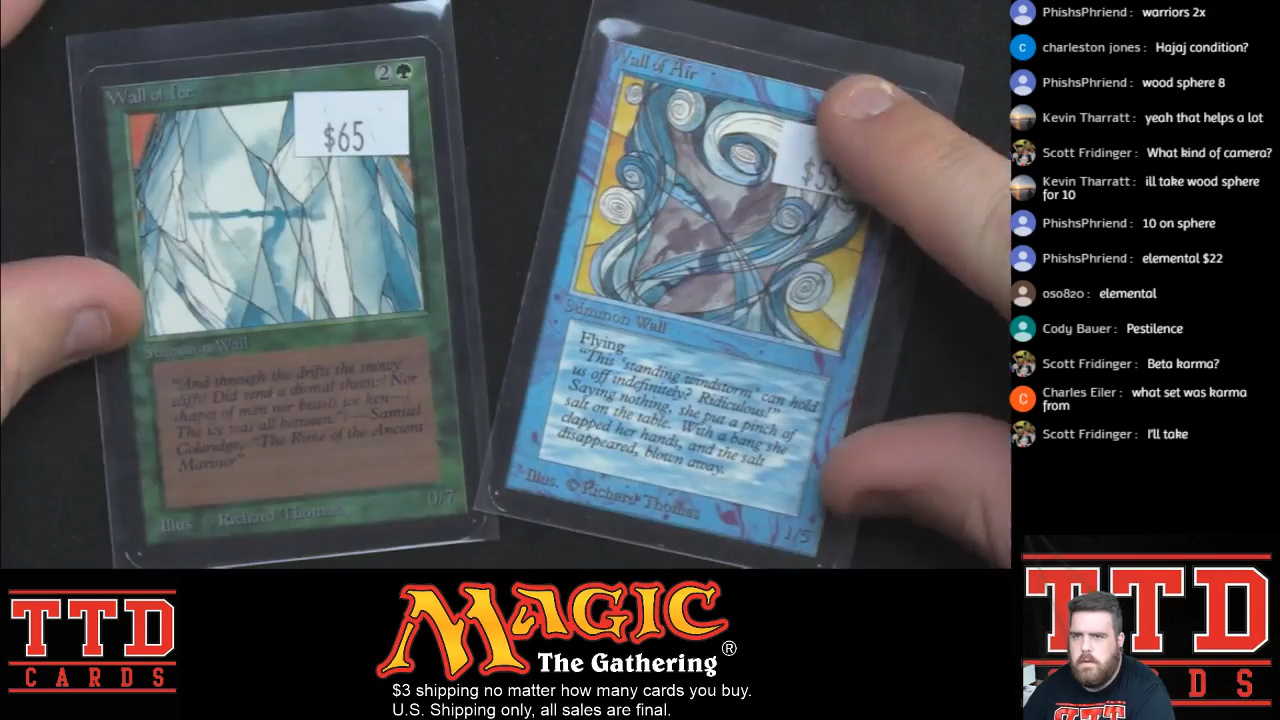 Wall of Ice
2
$65
Summon Wall
"And through the drifts the snowy
clifts Did send a dismal sheen: Nor
shapes of men nor beasts we ken—
The ice was all between." —Samuel
Coleridge, "The Rime of the Ancient
Mariner"
Illus. Richard Thomas
0/7
Wall of Air
Summon Wall
Flying
"This 'standing windstorm' can hold
us off indefinitely? Ridiculous!"
Saying nothing, she put a pinch of
salt on the table. With a bang she
clapped her hands, and the salt
disappeared, blown away.
Illus. © Richard Thomas
1/5
PhishsPhriend : warriors 2x
C charleston jones : Hajaj condition?
PhishsPhriend : wood sphere 8
Kevin Tharratt : yeah that helps a lot
Scott Fridinger : What kind of camera?
Kevin Tharratt : ill take wood sphere
for 10
PhishsPhriend : 10 on sphere
PhishsPhriend : elemental $22
oso820 : elemental
Cody Bauer : Pestilence
Scott Fridinger : Beta karma?
C Charles Eiler : what set was karma
from
Scott Fridinger : I'll take
TTD
CARDS
MAGIC
The Gathering®
$3 shipping no matter how many cards you buy.
U.S. Shipping only, all sales are final.
TTD
DS